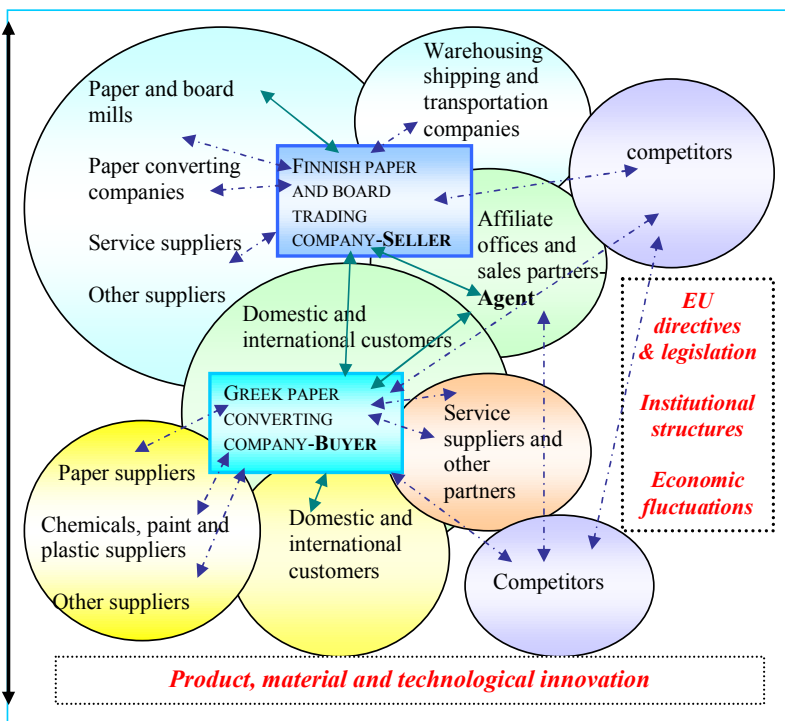 Paper and board
mills
Paper converting
companies
Service suppliers
Other suppliers
Warehousing
shipping and
transportation
companies
competitors
FINNISH PAPER
AND BOARD
TRADING
COMPANY-SELLER
Affiliate
offices and
sales partners-
Agent
EU
directives
& legislation
Institutional
structures
Economic
fluctuations
Domestic and
international customers
GREEK PAPER
CONVERTING
COMPANY-BUYER
Service
suppliers and
other
partners
Paper suppliers
Chemicals, paint and
plastic suppliers
Other suppliers
Domestic and
international
customers
Competitors
Product, material and technological innovation